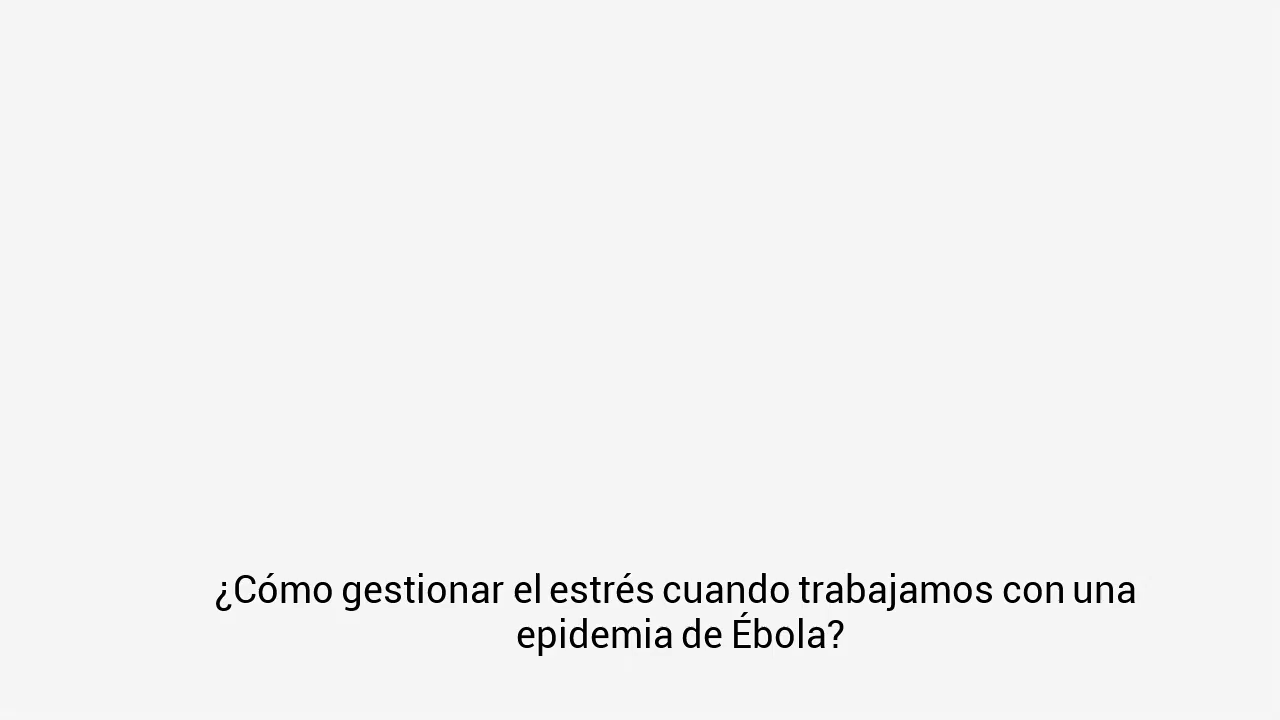 ¿Cómo gestionar el estrés cuando trabajamos con una
epidemia de Ébola?